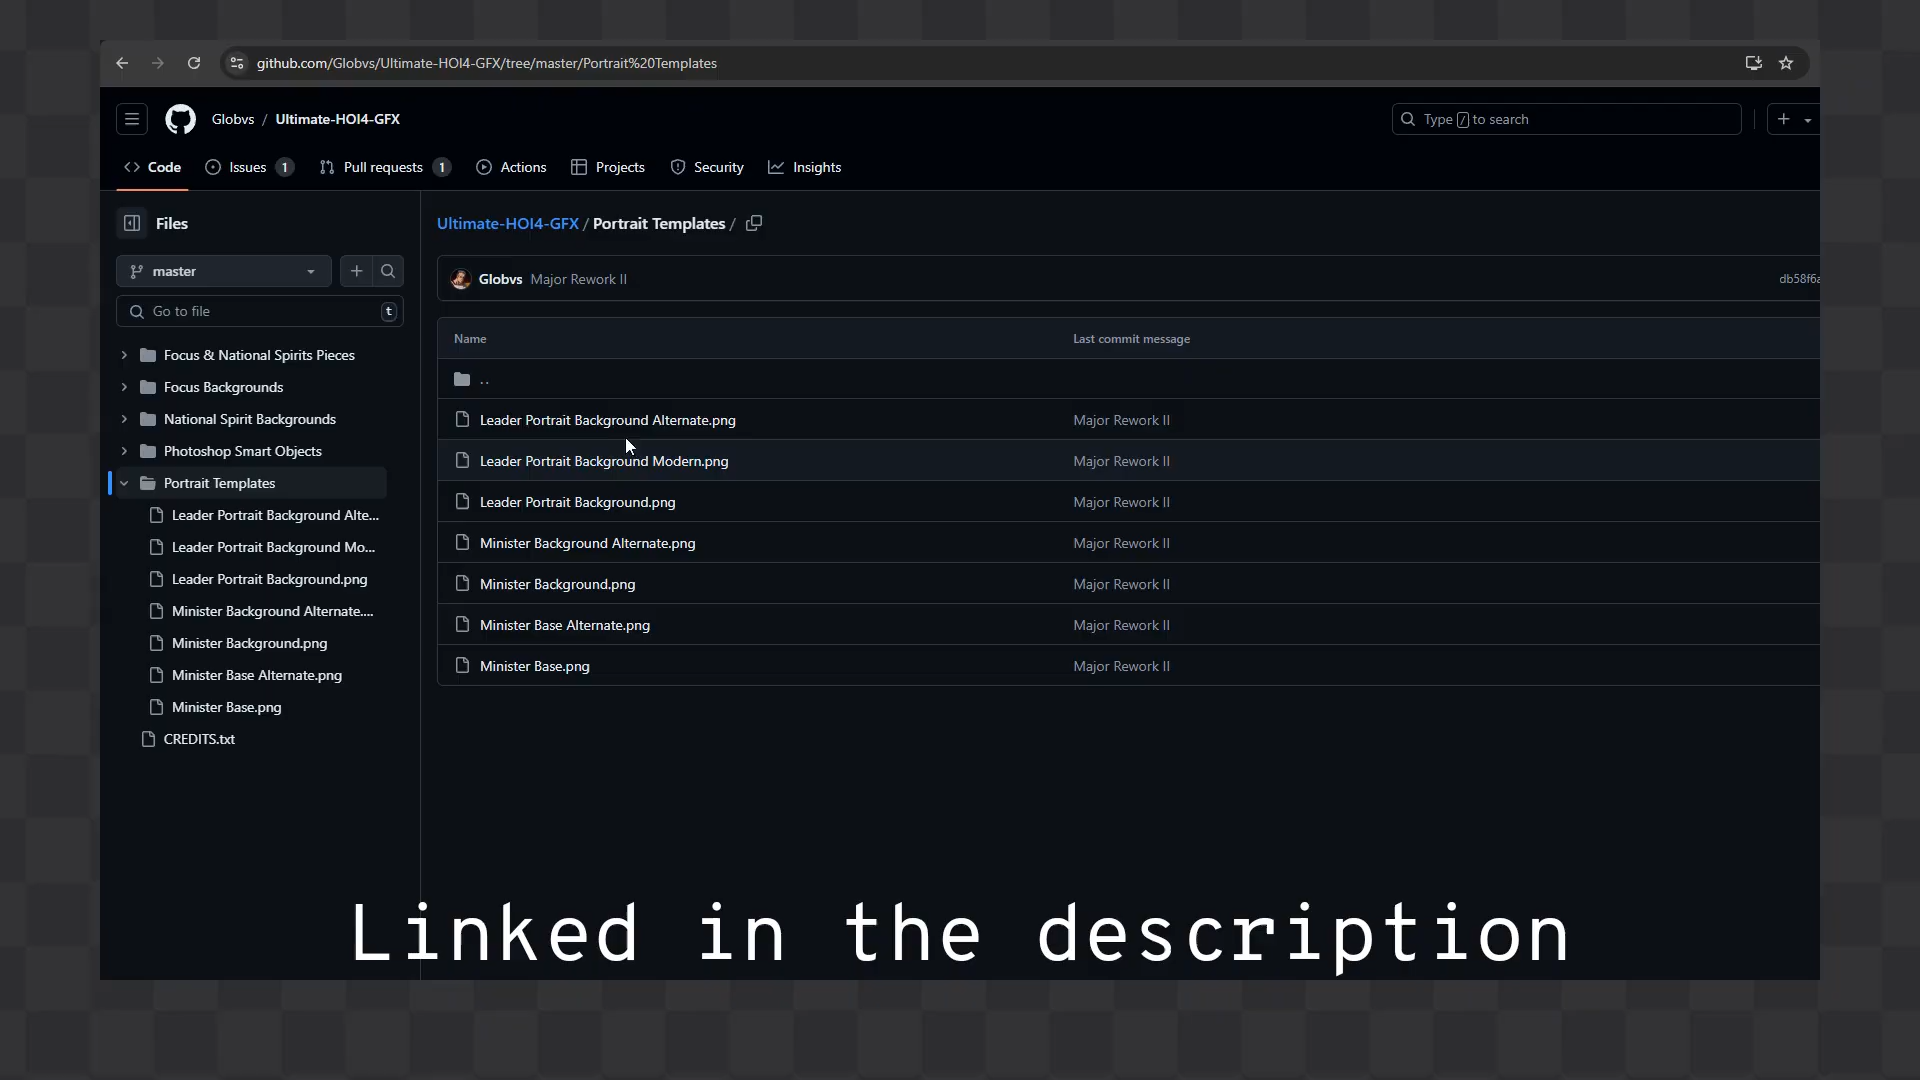 github.com/Globvs/Ultimate-HOI4-GFX/tree/master/Portrait%20Templates
Globvs / Ultimate-HOI4-GFX
Type / to search
Code
Issues 1
Pull requests 1
Actions
Projects
Security
Insights
Files
master
Go to file
t
Focus & National Spirits Pieces
Focus Backgrounds
National Spirit Backgrounds
Photoshop Smart Objects
Portrait Templates
Leader Portrait Background Alte...
Leader Portrait Background Mo...
Leader Portrait Background.png
Minister Background Alternate....
Minister Background.png
Minister Base Alternate.png
Minister Base.png
CREDITS.txt
Ultimate-HOI4-GFX / Portrait Templates /
Globvs Major Rework II
db58f6a
Name Last commit message
..
Leader Portrait Background Alternate.png Major Rework II
Leader Portrait Background Modern.png Major Rework II
Leader Portrait Background.png Major Rework II
Minister Background Alternate.png Major Rework II
Minister Background.png Major Rework II
Minister Base Alternate.png Major Rework II
Minister Base.png Major Rework II
Linked in the description